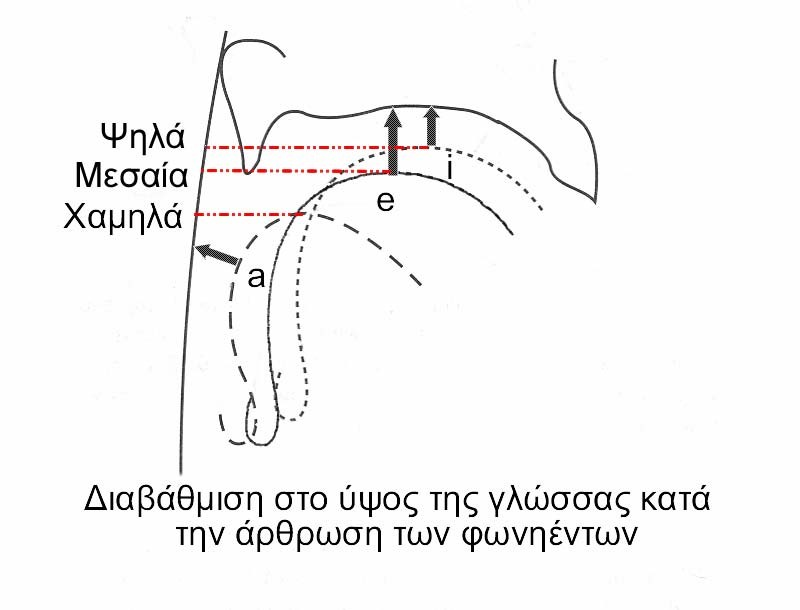 Ψηλά
Μεσαία
Χαμηλά
i
e
a
Διαβάθμιση στο ύψος της γλώσσας κατά
την άρθρωση των φωνηέντων